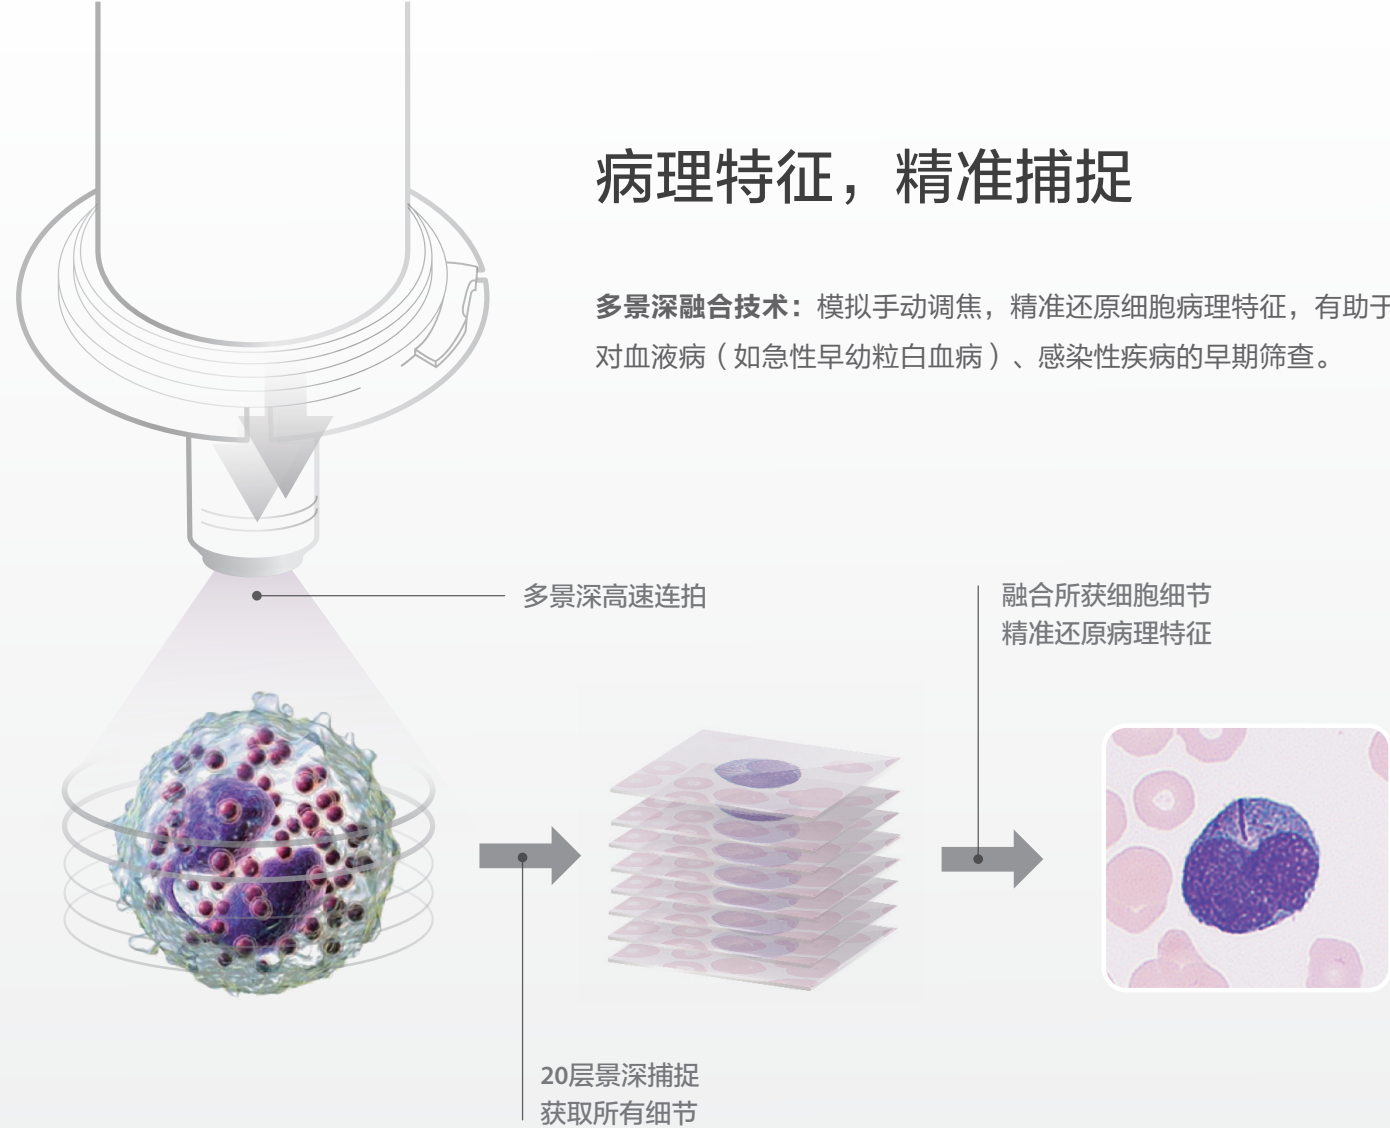 病理特征，精准捕捉
多景深融合技术：模拟手动调焦，精准还原细胞病理特征，有助于
对血液病（如急性早幼粒白血病）、感染性疾病的早期筛查。
多景深高速连拍
融合所获细胞细节
精准还原病理特征
20层景深捕捉
获取所有细节